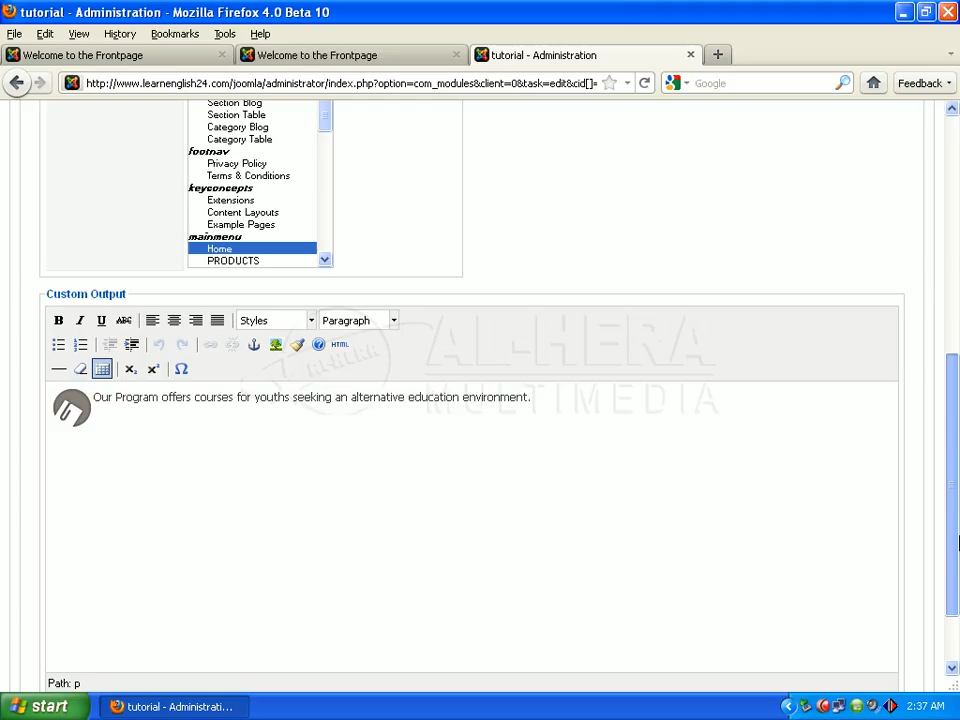 tutorial - Administration - Mozilla Firefox 4.0 Beta 10
File Edit View History Bookmarks Tools Help
Welcome to the Frontpage
Welcome to the Frontpage
tutorial - Administration
http://www.learnenglish24.com/joomla/administrator/index.php?option=com_modules&client=0&task=edit&cid[]=
Google
Feedback
Section Blog
Section Table
Category Blog
Category Table
footnav
Privacy Policy
Terms & Conditions
keyconcepts
Extensions
Content Layouts
Example Pages
mainmenu
Home
PRODUCTS
Custom Output
B I U ABC Styles Paragraph
HTML
Our Program offers courses for youths seeking an alternative education environment.
AL-HERA
MULTIMEDIA
Path: p
start
tutorial - Administrati...
2:37 AM